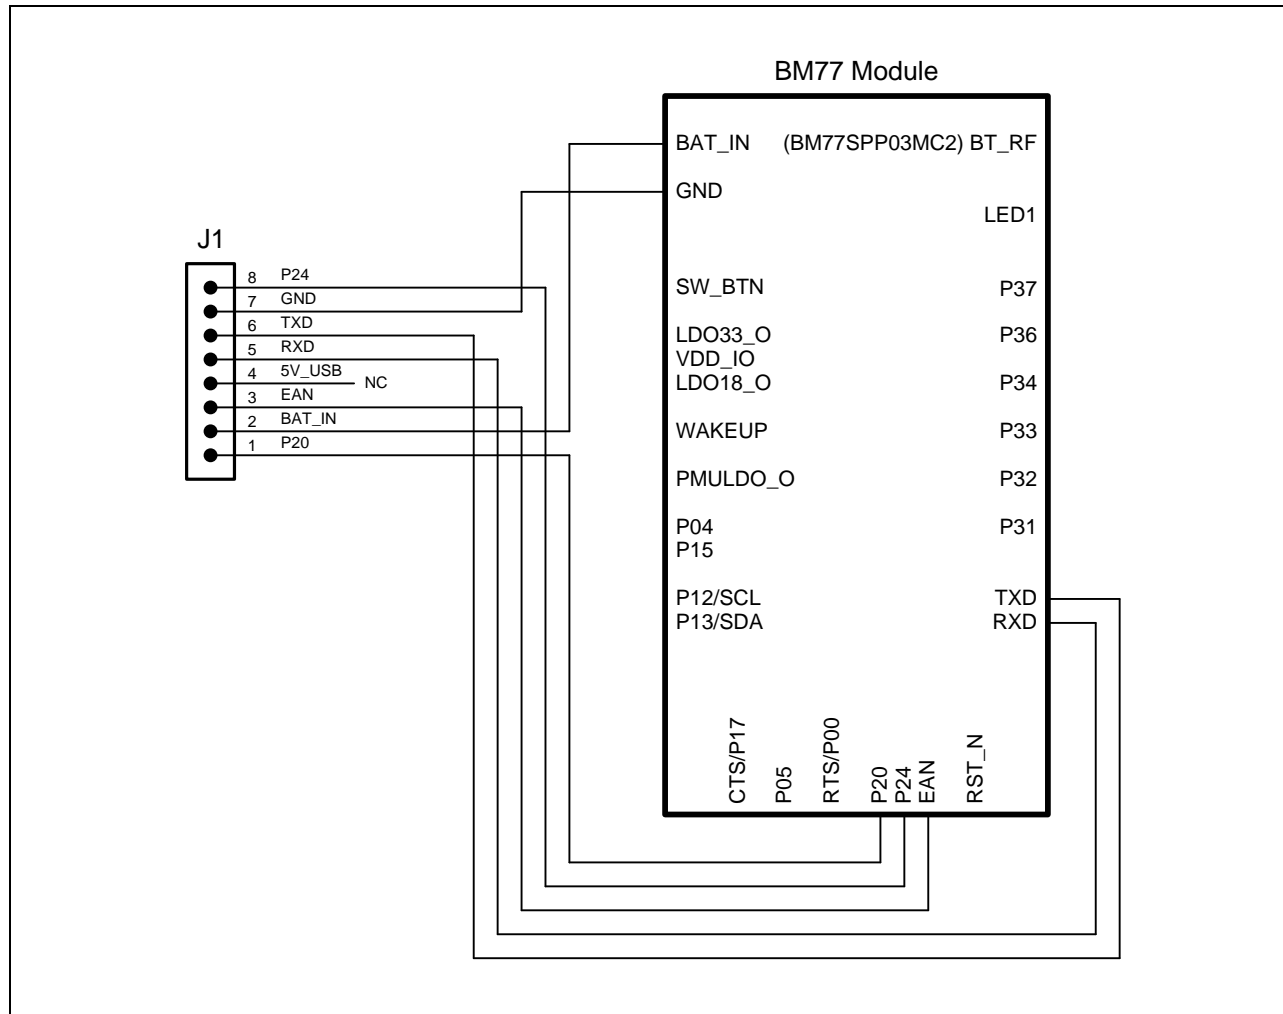 BM77 Module
BAT_IN (BM77SPP03MC2) BT_RF
GND
LED1
J1
8 P24
7 GND
6 TXD
5 RXD
4 5V_USB NC
3 EAN
2 BAT_IN
1 P20
SW_BTN P37
LDO33_O P36
VDD_IO
LDO18_O P34
WAKEUP P33
PMULDO_O P32
P04 P31
P15
P12/SCL TXD
P13/SDA RXD
CTS/P17
P05
RTS/P00
P20
P24
EAN
RST_N